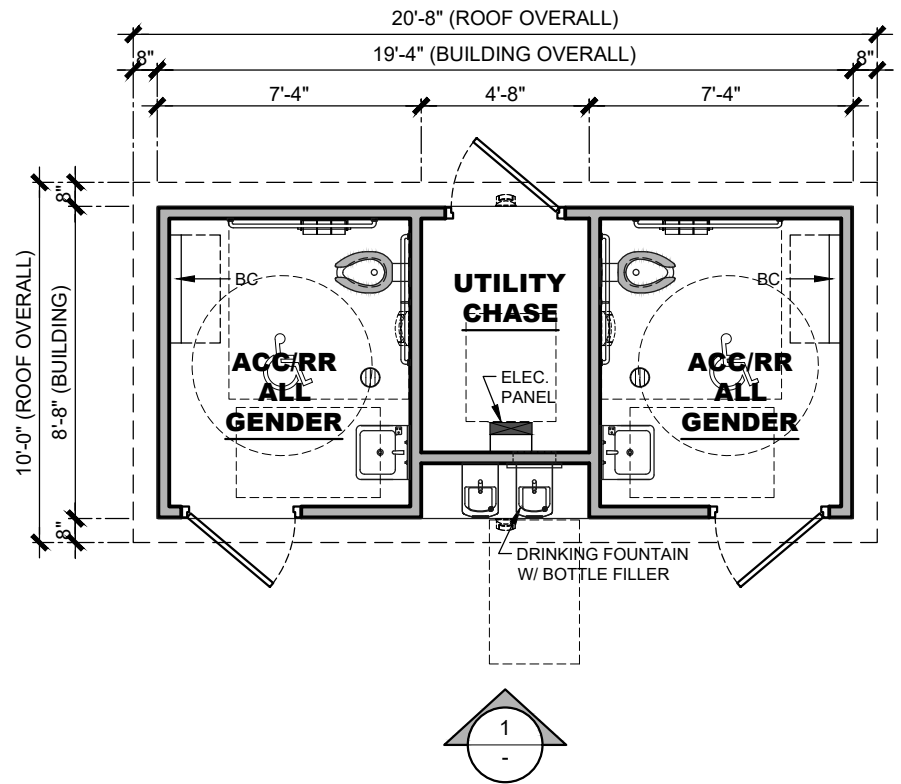 20'-8" (ROOF OVERALL)
8"
19'-4" (BUILDING OVERALL)
8"
7'-4"
4'-8"
7'-4"
10'-0" (ROOF OVERALL)
8'-8" (BUILDING)
8"
8"
BC
UTILITY
CHASE
BC
ACC/RR
ALL
GENDER
ELEC.
PANEL
ACC/RR
ALL
GENDER
DRINKING FOUNTAIN
W/ BOTTLE FILLER
1
-